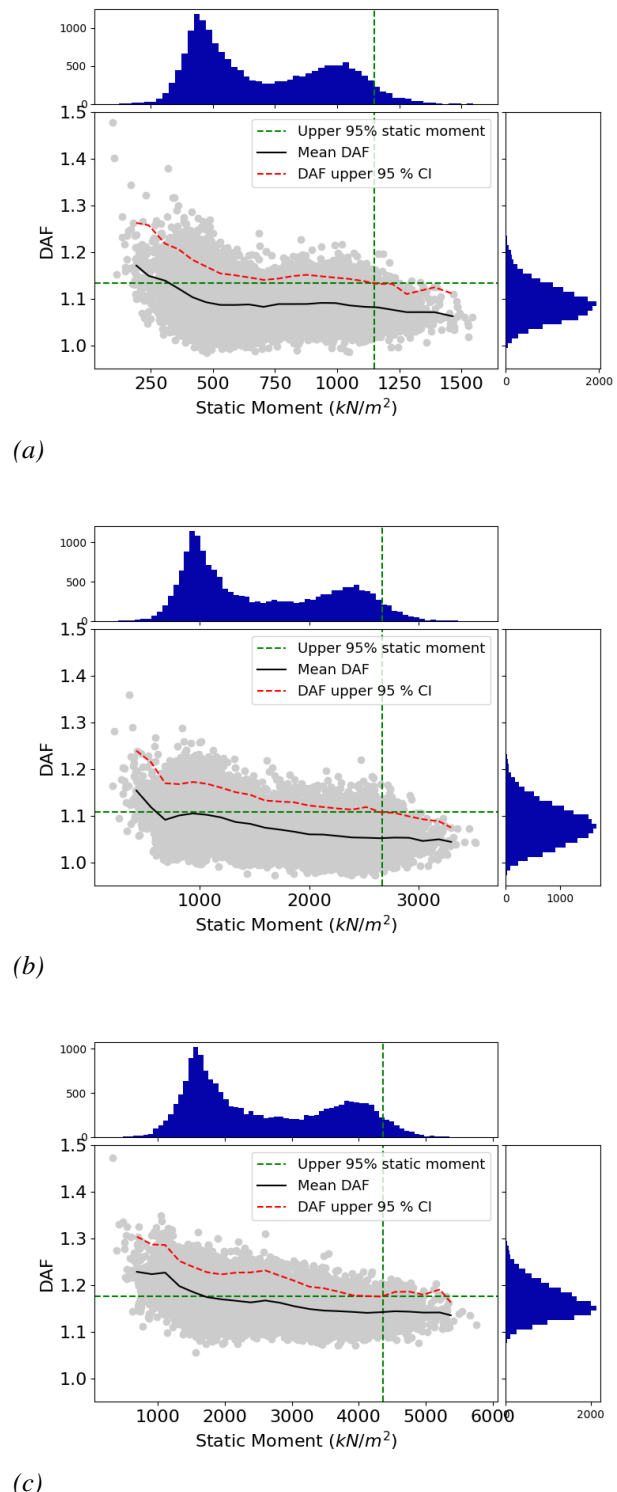 1000
500
0
1.5
1.4
1.3
1.2
1.1
1.0
DAF
Upper 95% static moment
Mean DAF
DAF upper 95 % CI
250 500 750 1000 1250 1500
0 2000
Static Moment (kN/m²)
(a)
1000
500
0
1.5
1.4
1.3
1.2
1.1
1.0
DAF
Upper 95% static moment
Mean DAF
DAF upper 95 % CI
1000 2000 3000
0 1000
Static Moment (kN/m²)
(b)
1000
500
0
1.5
1.4
1.3
1.2
1.1
1.0
DAF
Upper 95% static moment
Mean DAF
DAF upper 95 % CI
1000 2000 3000 4000 5000 6000
0 2000
Static Moment (kN/m²)
(c)